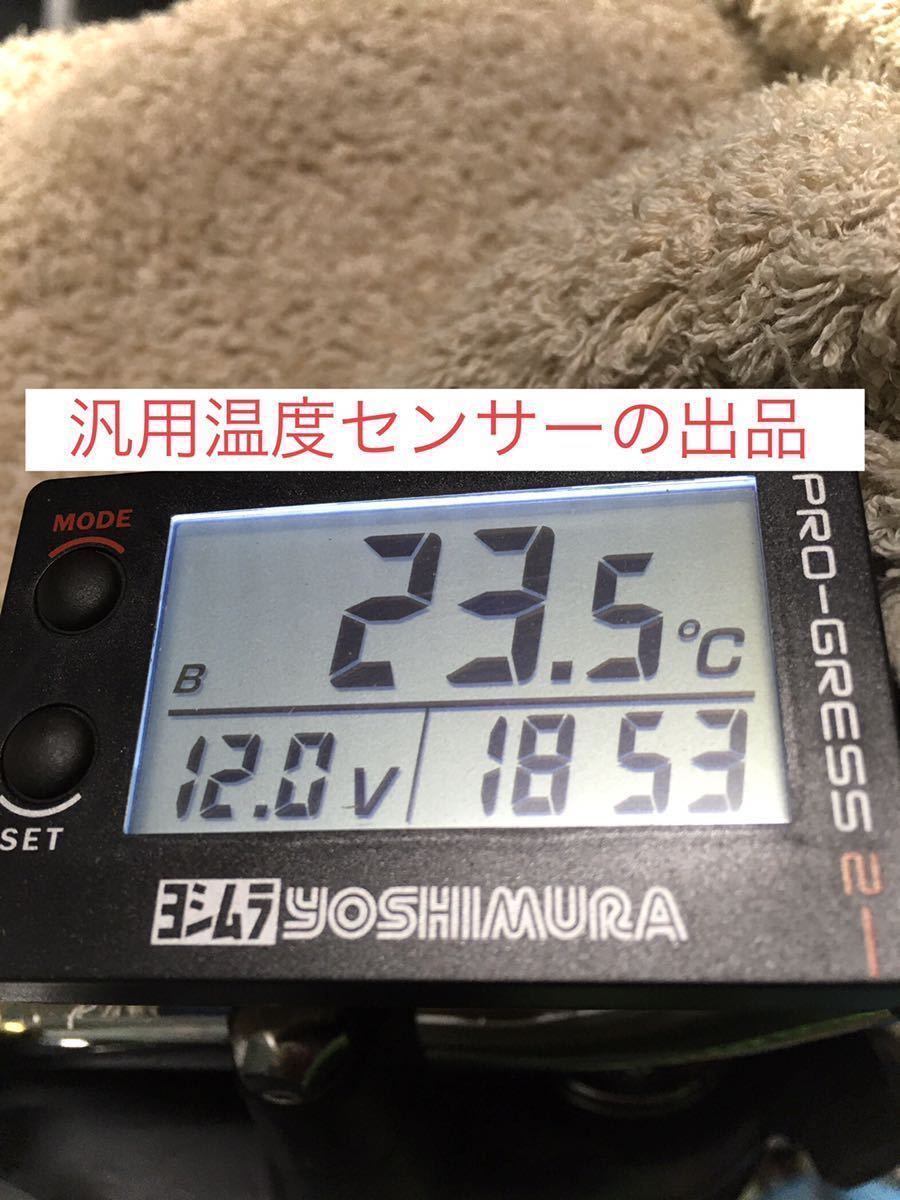 汎用温度センサーの出品
MODE
23.5 °C
B
12.0 V
18 53
SET
PRO-GRESS 2
ヨシムラ YOSHIMURA